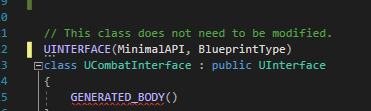 // This class does not need to be modified.
UINTERFACE(MinimalAPI, BlueprintType)
class UCombatInterface : public UInterface
{
GENERATED_BODY()